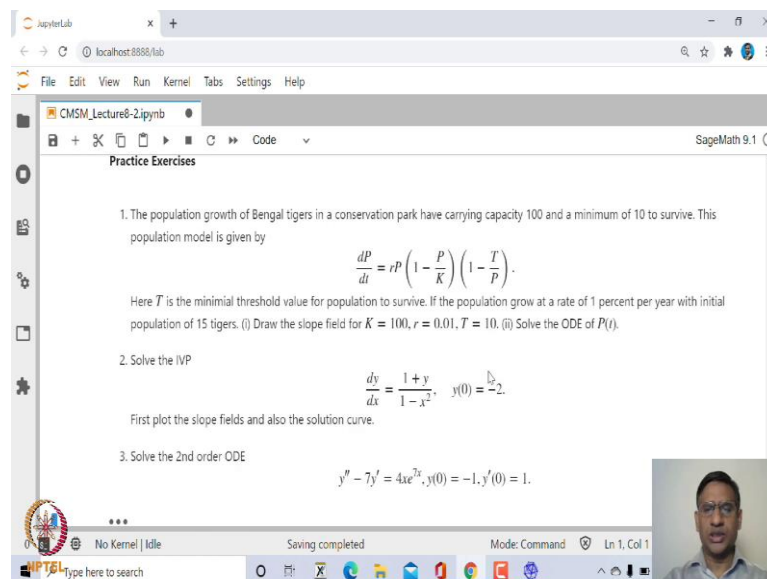 JupyterLab
localhost:8888/lab
File Edit View Run Kernel Tabs Settings Help
CMSM_Lecture8-2.ipynb
Code
SageMath 9.1
Practice Exercises
1. The population growth of Bengal tigers in a conservation park have carrying capacity 100 and a minimum of 10 to survive. This
population model is given by
dP/dt = rP(1 − P/K)(1 − T/P).
Here T is the minimial threshold value for population to survive. If the population grow at a rate of 1 percent per year with initial
population of 15 tigers. (i) Draw the slope field for K = 100, r = 0.01, T = 10. (ii) Solve the ODE of P(t).
2. Solve the IVP
dy/dx = (1 + y)/(1 − x²), y(0) = −2.
First plot the slope fields and also the solution curve.
3. Solve the 2nd order ODE
y″ − 7y′ = 4xe^{7x}, y(0) = −1, y′(0) = 1.
No Kernel | Idle Saving completed Mode: Command Ln 1, Col 1
NPTEL
Type here to search